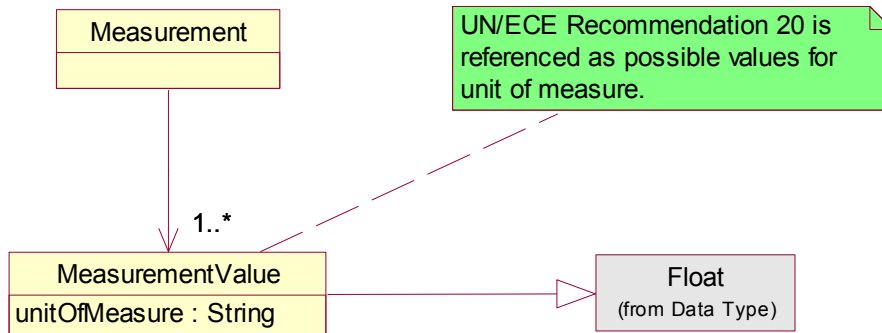 Measurement
UN/ECE Recommendation 20 is
referenced as possible values for
unit of measure.
1..*
MeasurementValue
unitOfMeasure : String
Float
(from Data Type)